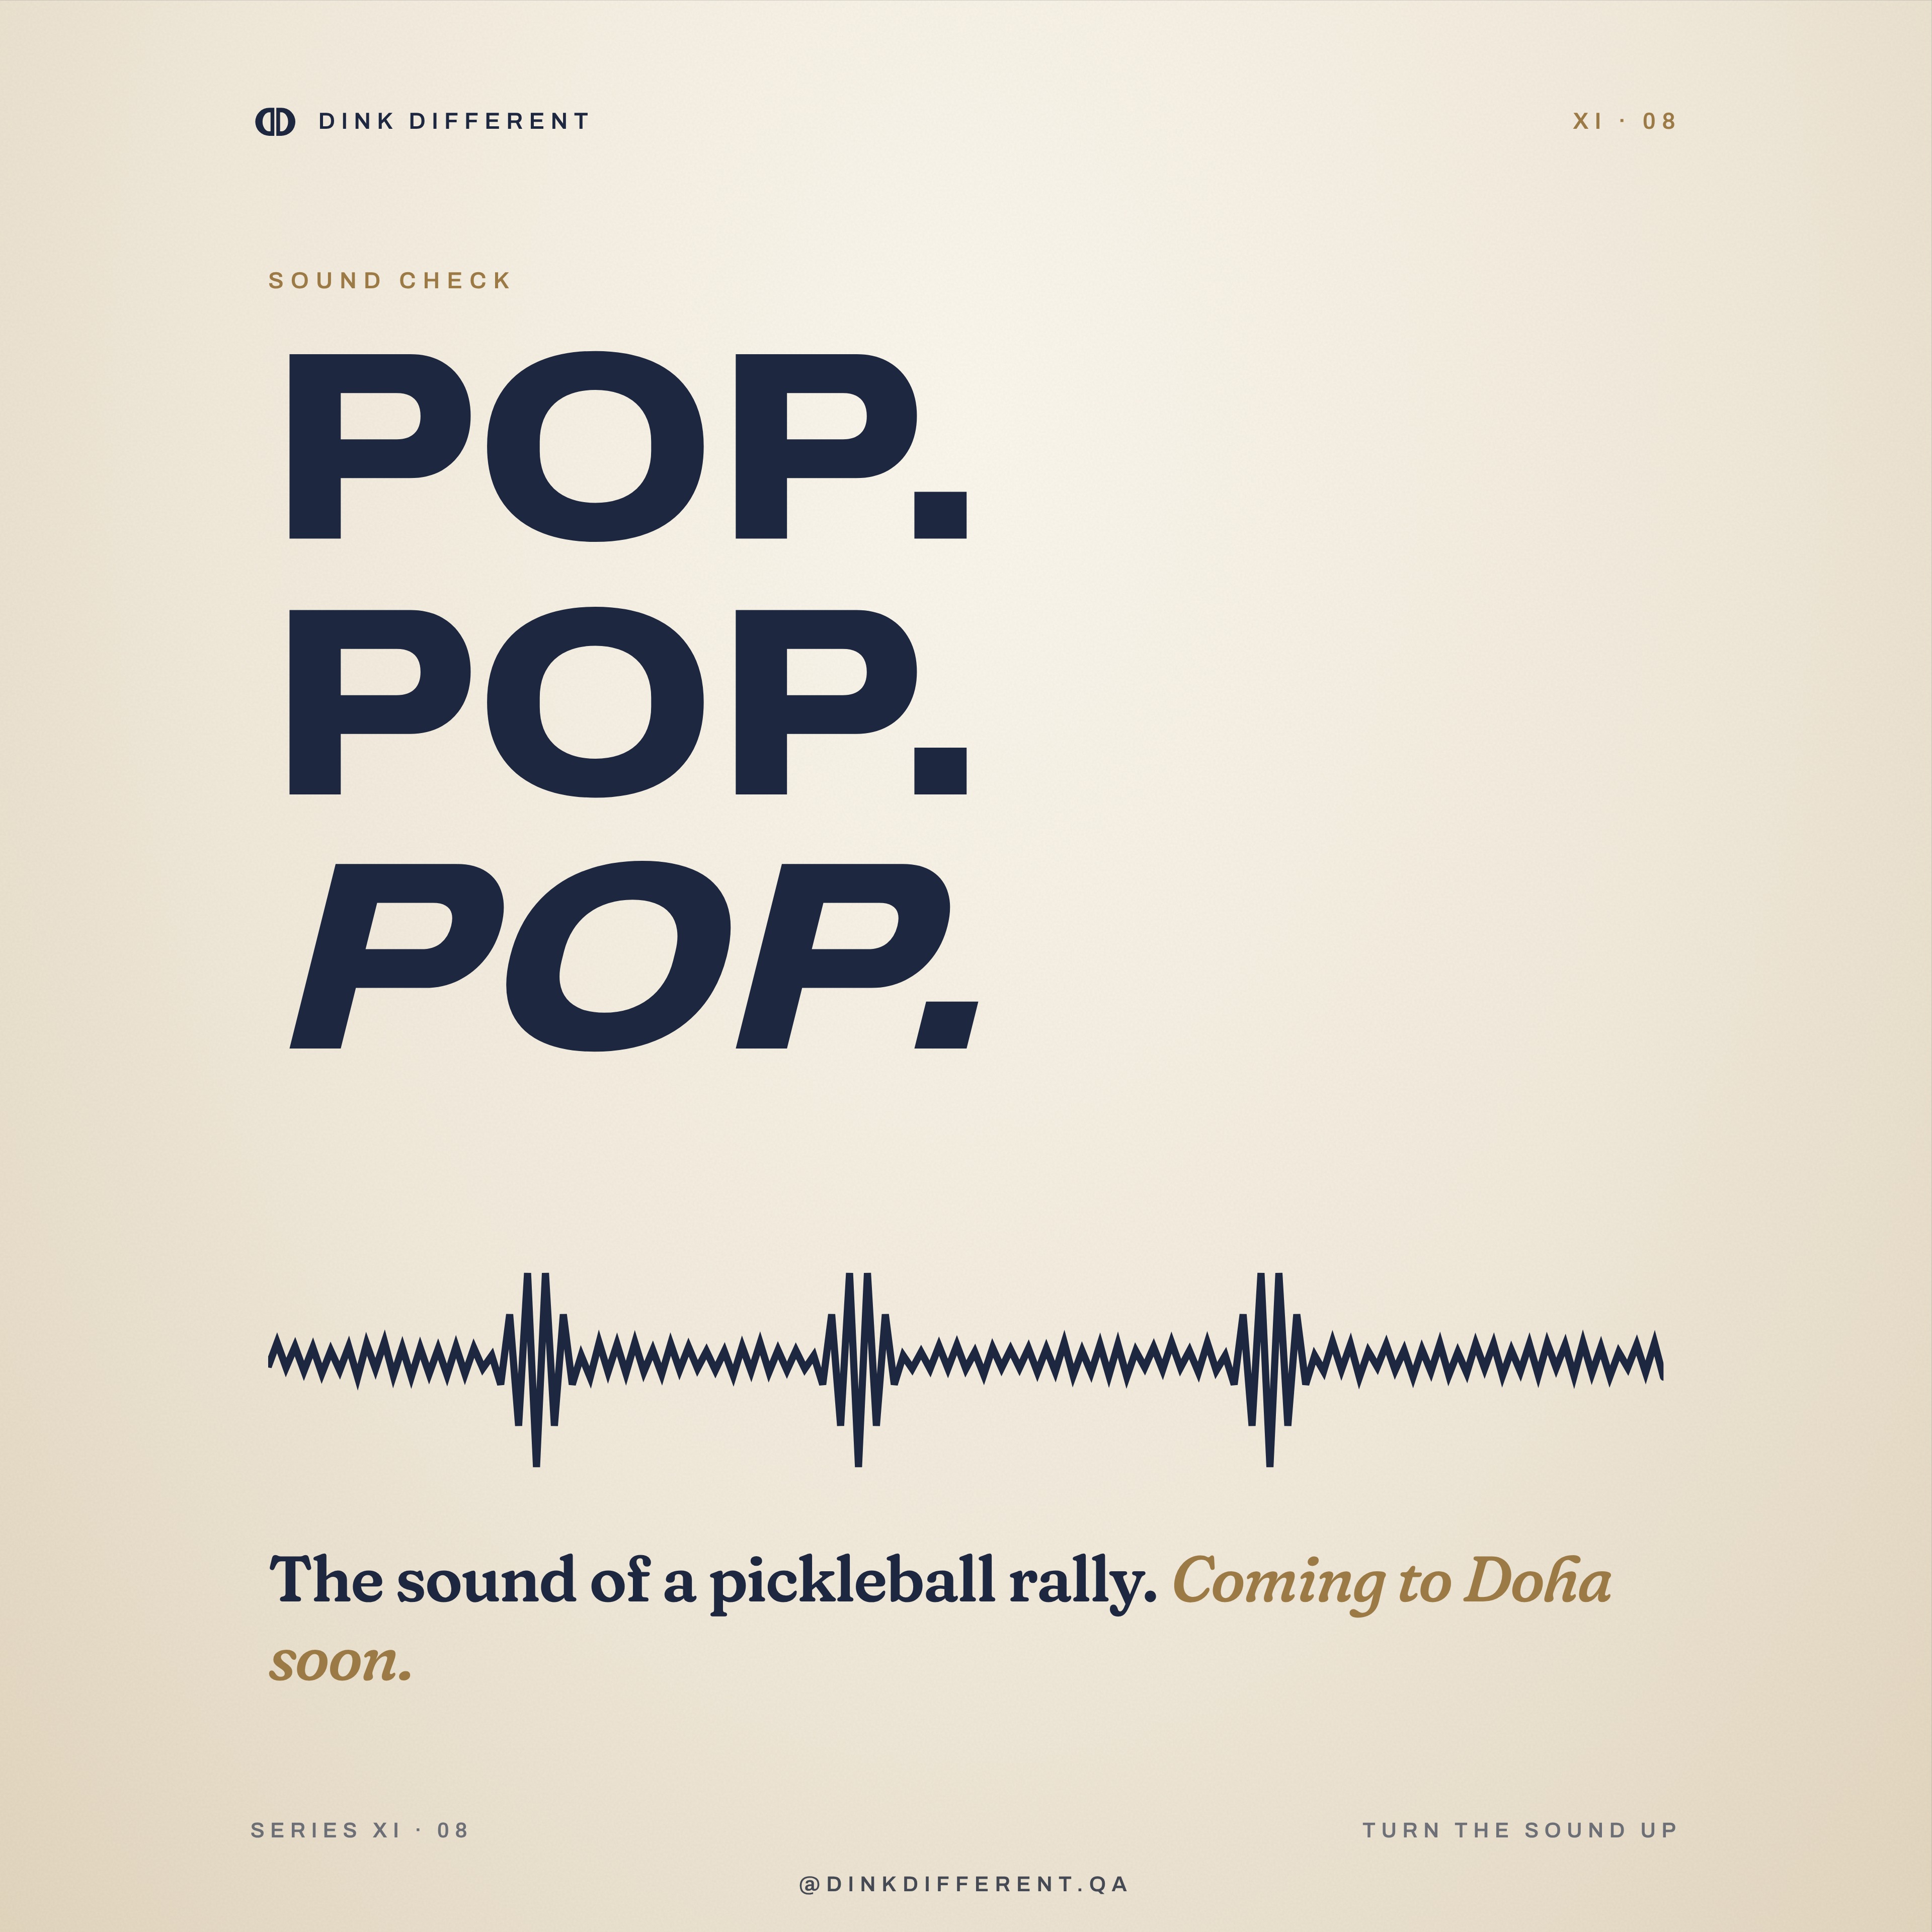 DINK DIFFERENT
XI · 08
SOUND CHECK
POP.
POP.
POP.
The sound of a pickleball rally. Coming to Doha
soon.
SERIES XI · 08
TURN THE SOUND UP
@DINKDIFFERENT.QA